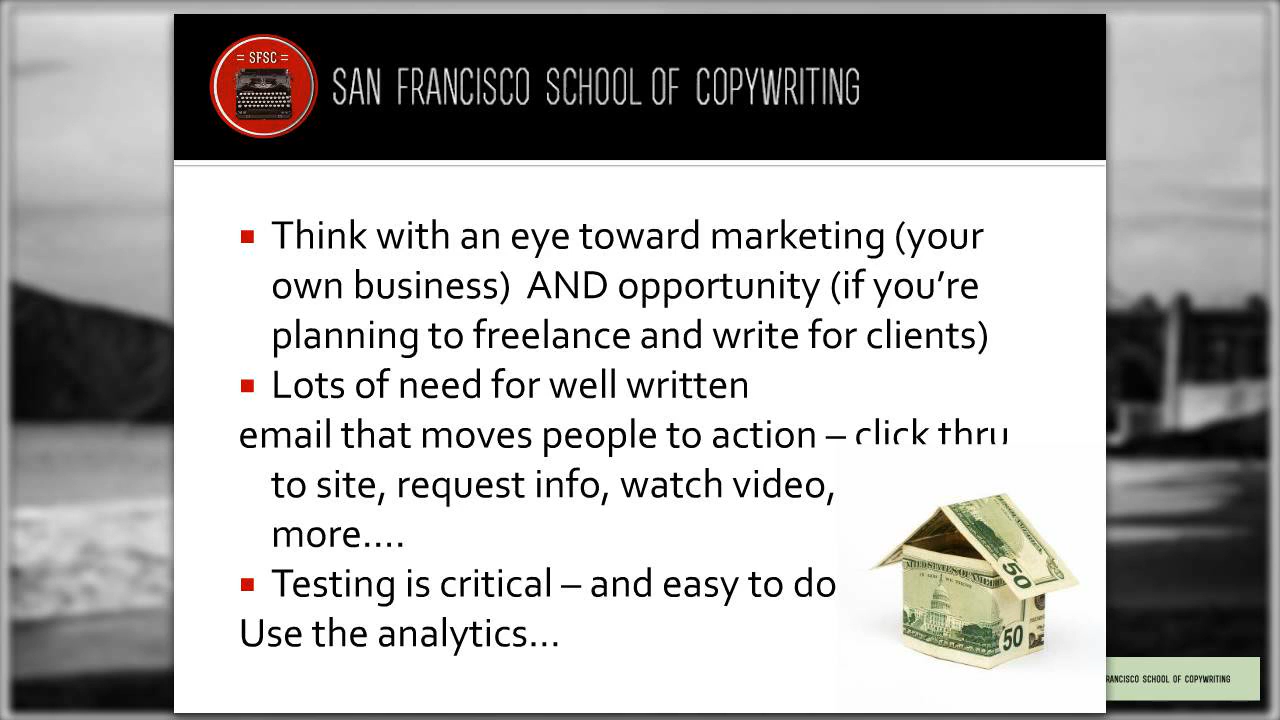 = SFSC =
SAN FRANCISCO SCHOOL OF COPYWRITING
Think with an eye toward marketing (your
own business)  AND opportunity (if you’re
planning to freelance and write for clients)
Lots of need for well written
email that moves people to action – click thru
to site, request info, watch video,
more….
Testing is critical – and easy to do
Use the analytics…
50
50
FRANCISCO SCHOOL OF COPYWRITING